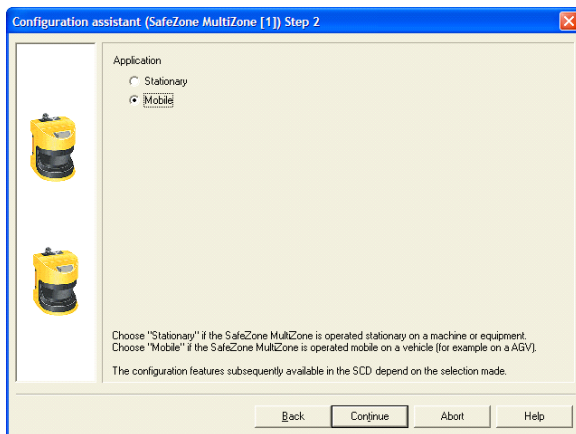 Configuration assistant (SafeZone MultiZone [1]) Step 2
Application
Stationary
Mobile
Choose "Stationary" if the SafeZone MultiZone is operated stationary on a machine or equipment.
Choose "Mobile" if the SafeZone MultiZone is operated mobile on a vehicle (for example on a AGV).
The configuration features subsequently available in the SCD depend on the selection made.
Back Continue Abort Help